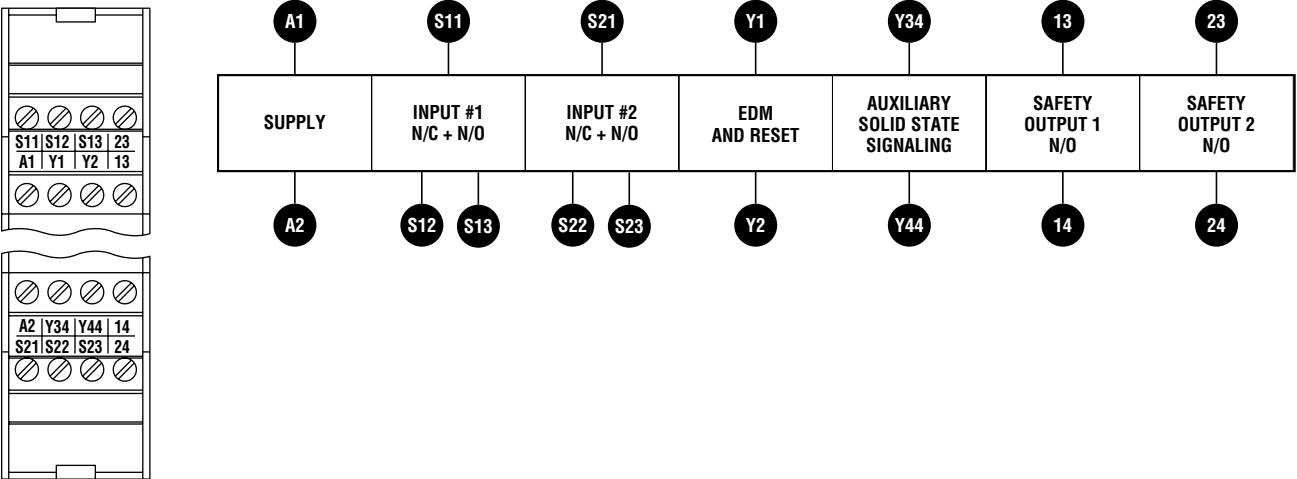 S11 S12 S13 23
A1 Y1 Y2 13
A2 Y34 Y44 14
S21 S22 S23 24
A1 S11 S21 Y1 Y34 13 23
SUPPLY
INPUT #1
N/C + N/O
INPUT #2
N/C + N/O
EDM
AND RESET
AUXILIARY
SOLID STATE
SIGNALING
SAFETY
OUTPUT 1
N/O
SAFETY
OUTPUT 2
N/O
A2 S12 S13 S22 S23 Y2 Y44 14 24